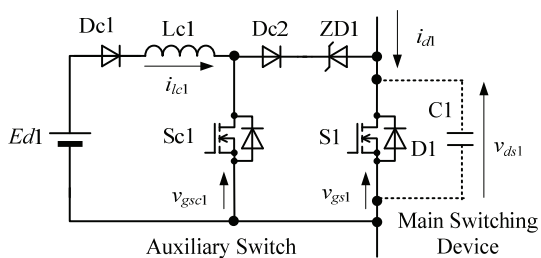 Dc1
Lc1
Dc2
ZD1
id1
ilc1
Ed1
Sc1
S1
D1
C1
vds1
vgsc1
vgs1
Auxiliary Switch
Main Switching
Device